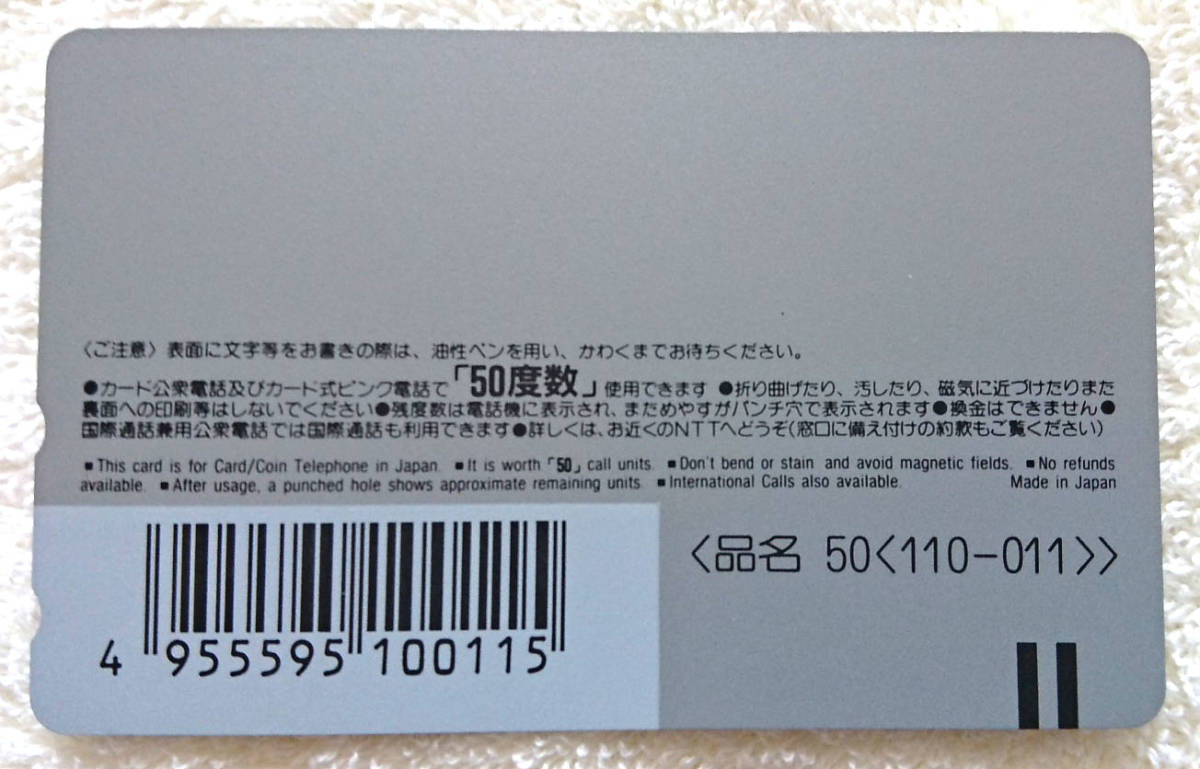 〈ご注意〉表面に文字等をお書きの際は、油性ペンを用い、かわくまでお待ちください。
●カード公衆電話及びカード式ピンク電話で「50度数」使用できます ●折り曲げたり、汚したり、磁気に近づけたりまた
裏面への印刷等はしないでください●残度数は電話機に表示され、まためやすがパンチ穴で表示されます●換金はできません●
国際通話兼用公衆電話では国際通話も利用できます●詳しくは、お近くのNTTへどうぞ(窓口に備え付けの約款もご覧ください)
■This card is for Card/Coin Telephone in Japan. ■It is worth「50」call units. ■Don't bend or stain and avoid magnetic fields. ■No refunds
available. ■After usage, a punched hole shows approximate remaining units. ■International Calls also available. Made in Japan
〈品名 50〈110-011〉〉
4 955595 100115